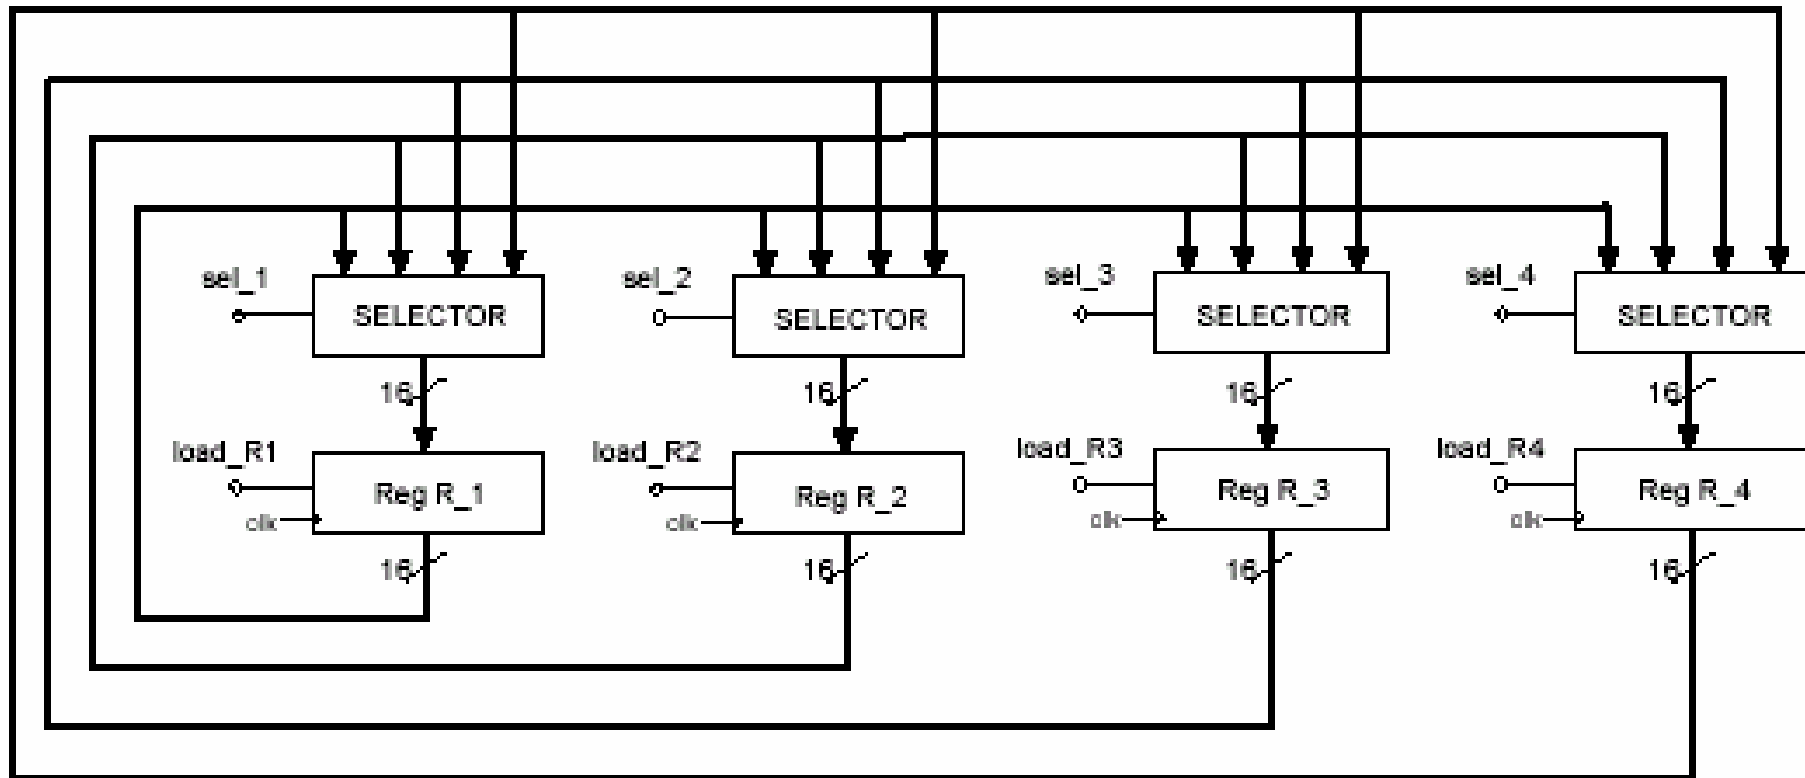 sel_1
sel_2
sel_3
sel_4
SELECTOR
SELECTOR
SELECTOR
SELECTOR
16
16
16
16
load_R1
load_R2
load_R3
load_R4
Reg R_1
Reg R_2
Reg R_3
Reg R_4
clk
clk
clk
clk
16
16
16
16